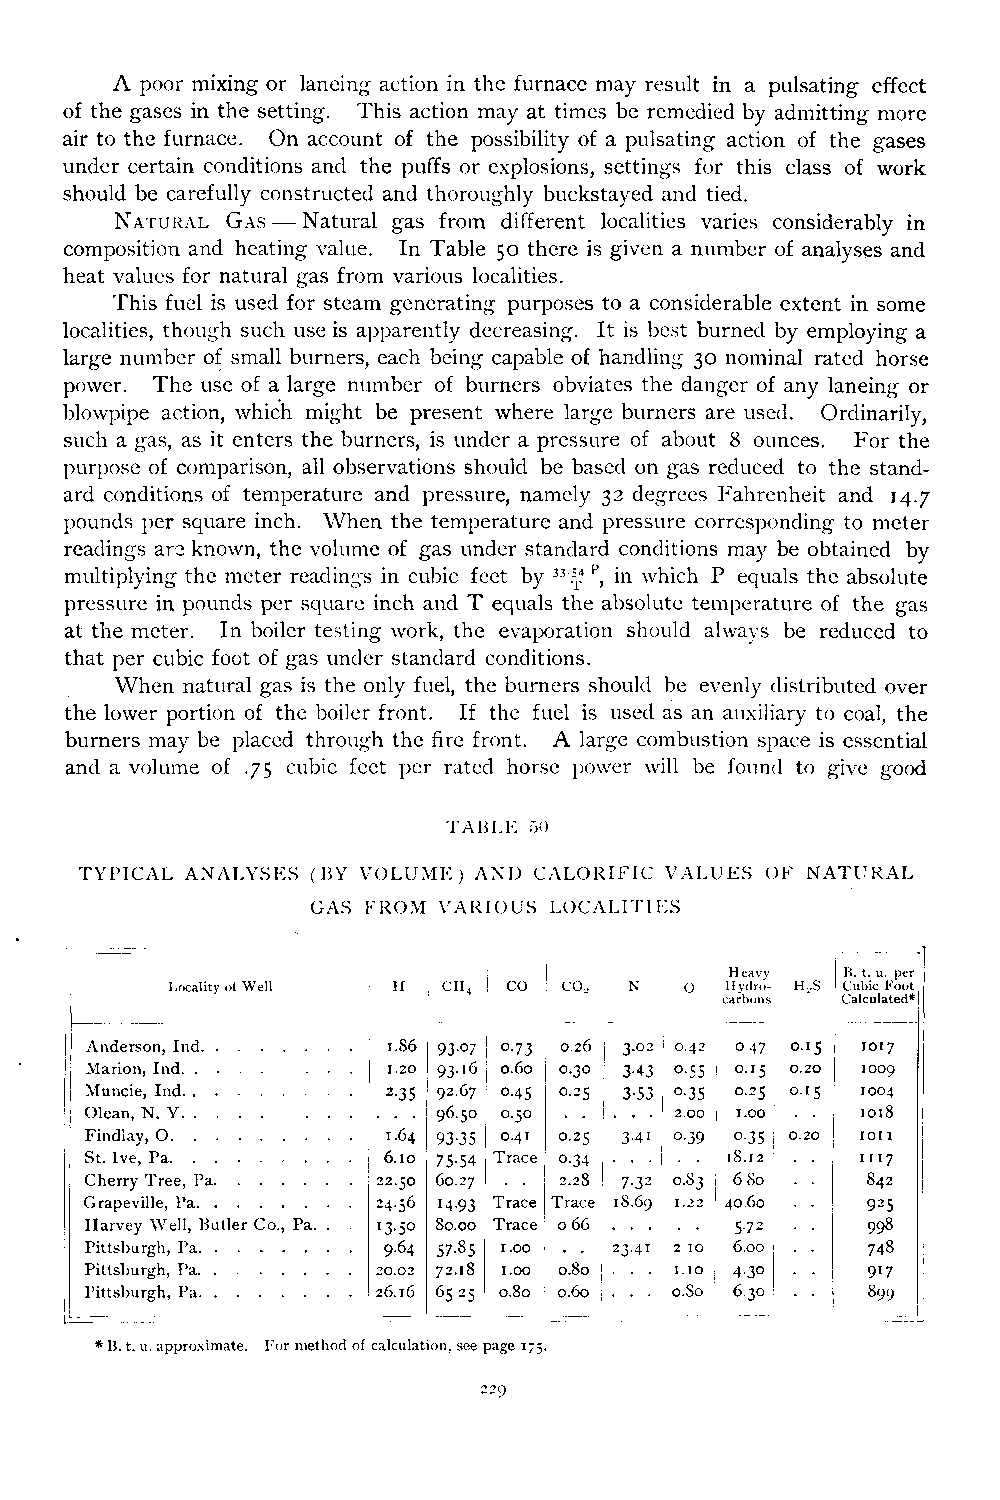 A poor mixing or laneing action in the furnace may result in a pulsating effect
of the gases in the setting. This action may at times be remedied by admitting more
air to the furnace. On account of the possibility of a pulsating action of the gases
under certain conditions and the puffs or explosions, settings for this class of work
should be carefully constructed and thoroughly buckstayed and tied.
NATURAL GAS — Natural gas from different localities varies considerably in
composition and heating value. In Table 50 there is given a number of analyses and
heat values for natural gas from various localities.
This fuel is used for steam generating purposes to a considerable extent in some
localities, though such use is apparently decreasing. It is best burned by employing a
large number of small burners, each being capable of handling 30 nominal rated horse
power. The use of a large number of burners obviates the danger of any laneing or
blowpipe action, which might be present where large burners are used. Ordinarily,
such a gas, as it enters the burners, is under a pressure of about 8 ounces. For the
purpose of comparison, all observations should be based on gas reduced to the stand-
ard conditions of temperature and pressure, namely 32 degrees Fahrenheit and 14.7
pounds per square inch. When the temperature and pressure corresponding to meter
readings are known, the volume of gas under standard conditions may be obtained by
multiplying the meter readings in cubic feet by 33.54 P/T, in which P equals the absolute
pressure in pounds per square inch and T equals the absolute temperature of the gas
at the meter. In boiler testing work, the evaporation should always be reduced to
that per cubic foot of gas under standard conditions.
When natural gas is the only fuel, the burners should be evenly distributed over
the lower portion of the boiler front. If the fuel is used as an auxiliary to coal, the
burners may be placed through the fire front. A large combustion space is essential
and a volume of .75 cubic feet per rated horse power will be found to give good
TABLE 50
TYPICAL ANALYSES (BY VOLUME) AND CALORIFIC VALUES OF NATURAL
GAS FROM VARIOUS LOCALITIES
Locality of Well H CH₄ CO CO₂ N O Heavy Hydro-carbons H₂S B. t. u. per Cubic Foot Calculated*
Anderson, Ind. . . . . . . . 1.86 93.07 0.73 0.26 3.02 0.42 0 47 0.15 1017
Marion, Ind. . . . . . . . 1.20 93.16 0.60 0.30 3.43 0.55 0.15 0.20 1009
Muncie, Ind. . . . . . . . 2.35 92.67 0.45 0.25 3.53 0.35 0.25 0.15 1004
Olean, N. Y. . . . . . . . . . . 96.50 0.50 . . . . . 2.00 1.00 . . 1018
Findlay, O. . . . . . . . . 1.64 93.35 0.41 0.25 3.41 0.39 0.35 0.20 1011
St. Ive, Pa. . . . . . . . . 6.10 75.54 Trace 0.34 . . . . . 18.12 . . 1117
Cherry Tree, Pa. . . . . . . 22.50 60.27 . . 2.28 7.32 0.83 6 80 . . 842
Grapeville, Pa. . . . . . . . 24.56 14.93 Trace Trace 18.69 1.22 40.60 . . 925
Harvey Well, Butler Co., Pa. . . 13.50 80.00 Trace 0 66 . . . . . 5.72 . . 998
Pittsburgh, Pa. . . . . . . . 9.64 57.85 1.00 . . 23.41 2 10 6.00 . . 748
Pittsburgh, Pa. . . . . . . . 20.02 72.18 1.00 0.80 . . . 1.10 4.30 . . 917
Pittsburgh, Pa. . . . . . . . 26.16 65 25 0.80 0.60 . . . 0.80 6.30 . . 899
* B. t. u. approximate. For method of calculation, see page 175.
229